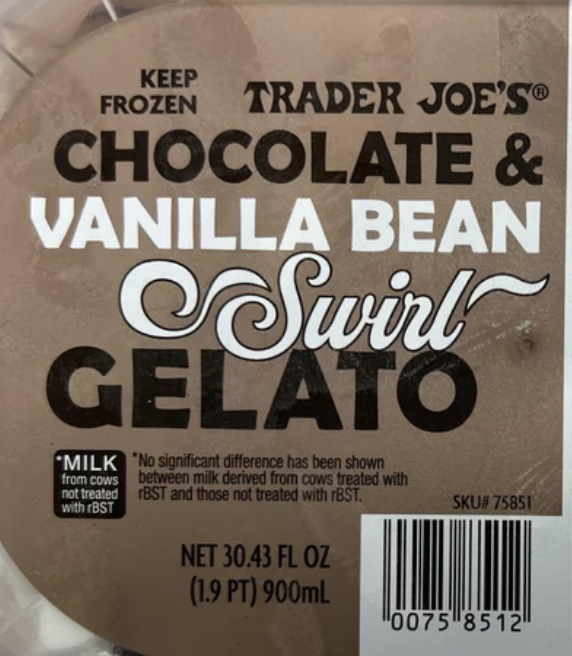 KEEP
FROZEN
TRADER JOE'S®
CHOCOLATE &
VANILLA BEAN
Swirl
GELATO
*MILK
from cows
not treated
with rBST
*No significant difference has been shown
between milk derived from cows treated with
rBST and those not treated with rBST.
SKU# 75851
NET 30.43 FL OZ
(1.9 PT) 900mL
0075 8512